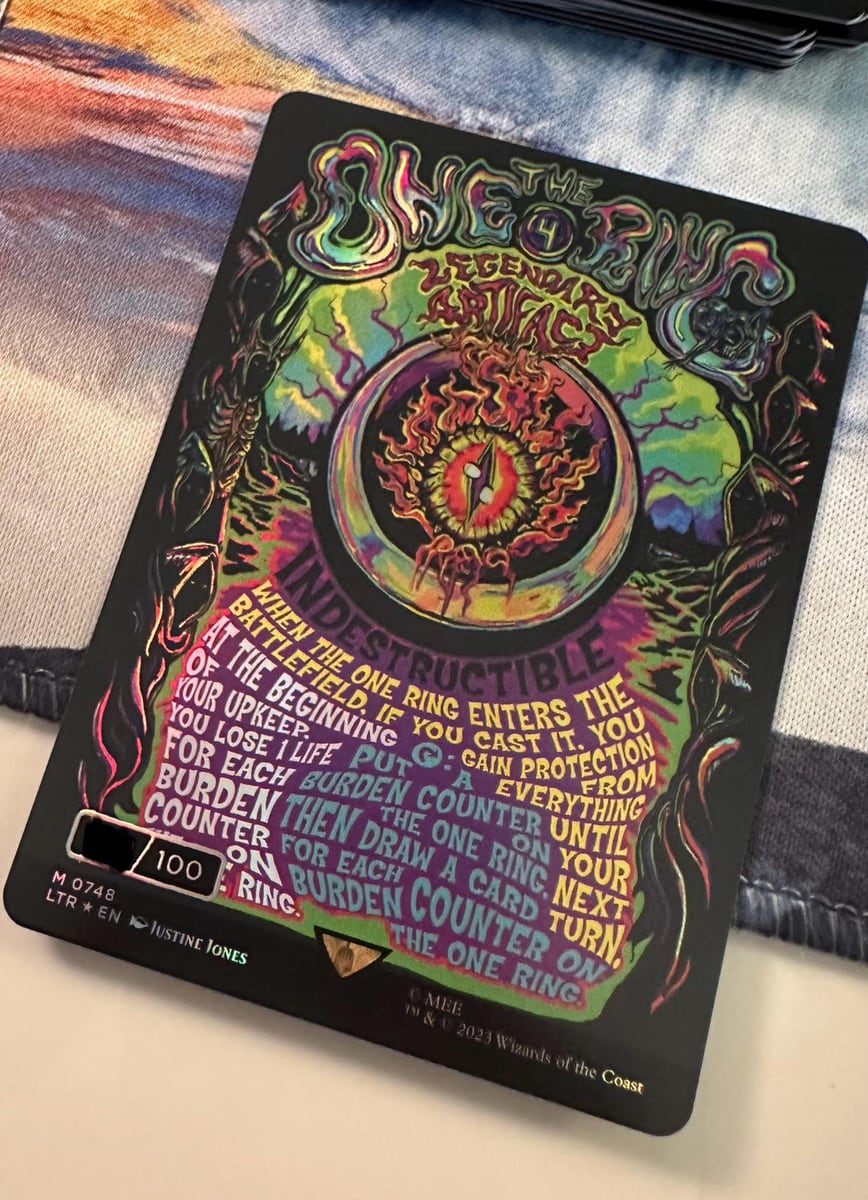 THE
ONE RING
4
LEGENDARY
ARTIFACT
INDESTRUCTIBLE
WHEN THE ONE RING ENTERS THE
BATTLEFIELD, IF YOU CAST IT, YOU
GAIN PROTECTION
FROM
EVERYTHING
UNTIL
YOUR
NEXT
TURN.
AT THE BEGINNING
OF
YOUR UPKEEP,
YOU LOSE 1 LIFE
FOR EACH
BURDEN
COUNTER
ON
RING.
: PUT A
BURDEN COUNTER
ON
THE ONE RING,
THEN DRAW A CARD
FOR EACH
BURDEN COUNTER ON
THE ONE RING.
/100
M 0748
LTR ★ EN JUSTINE JONES
© MEE
™ & © 2023 Wizards of the Coast